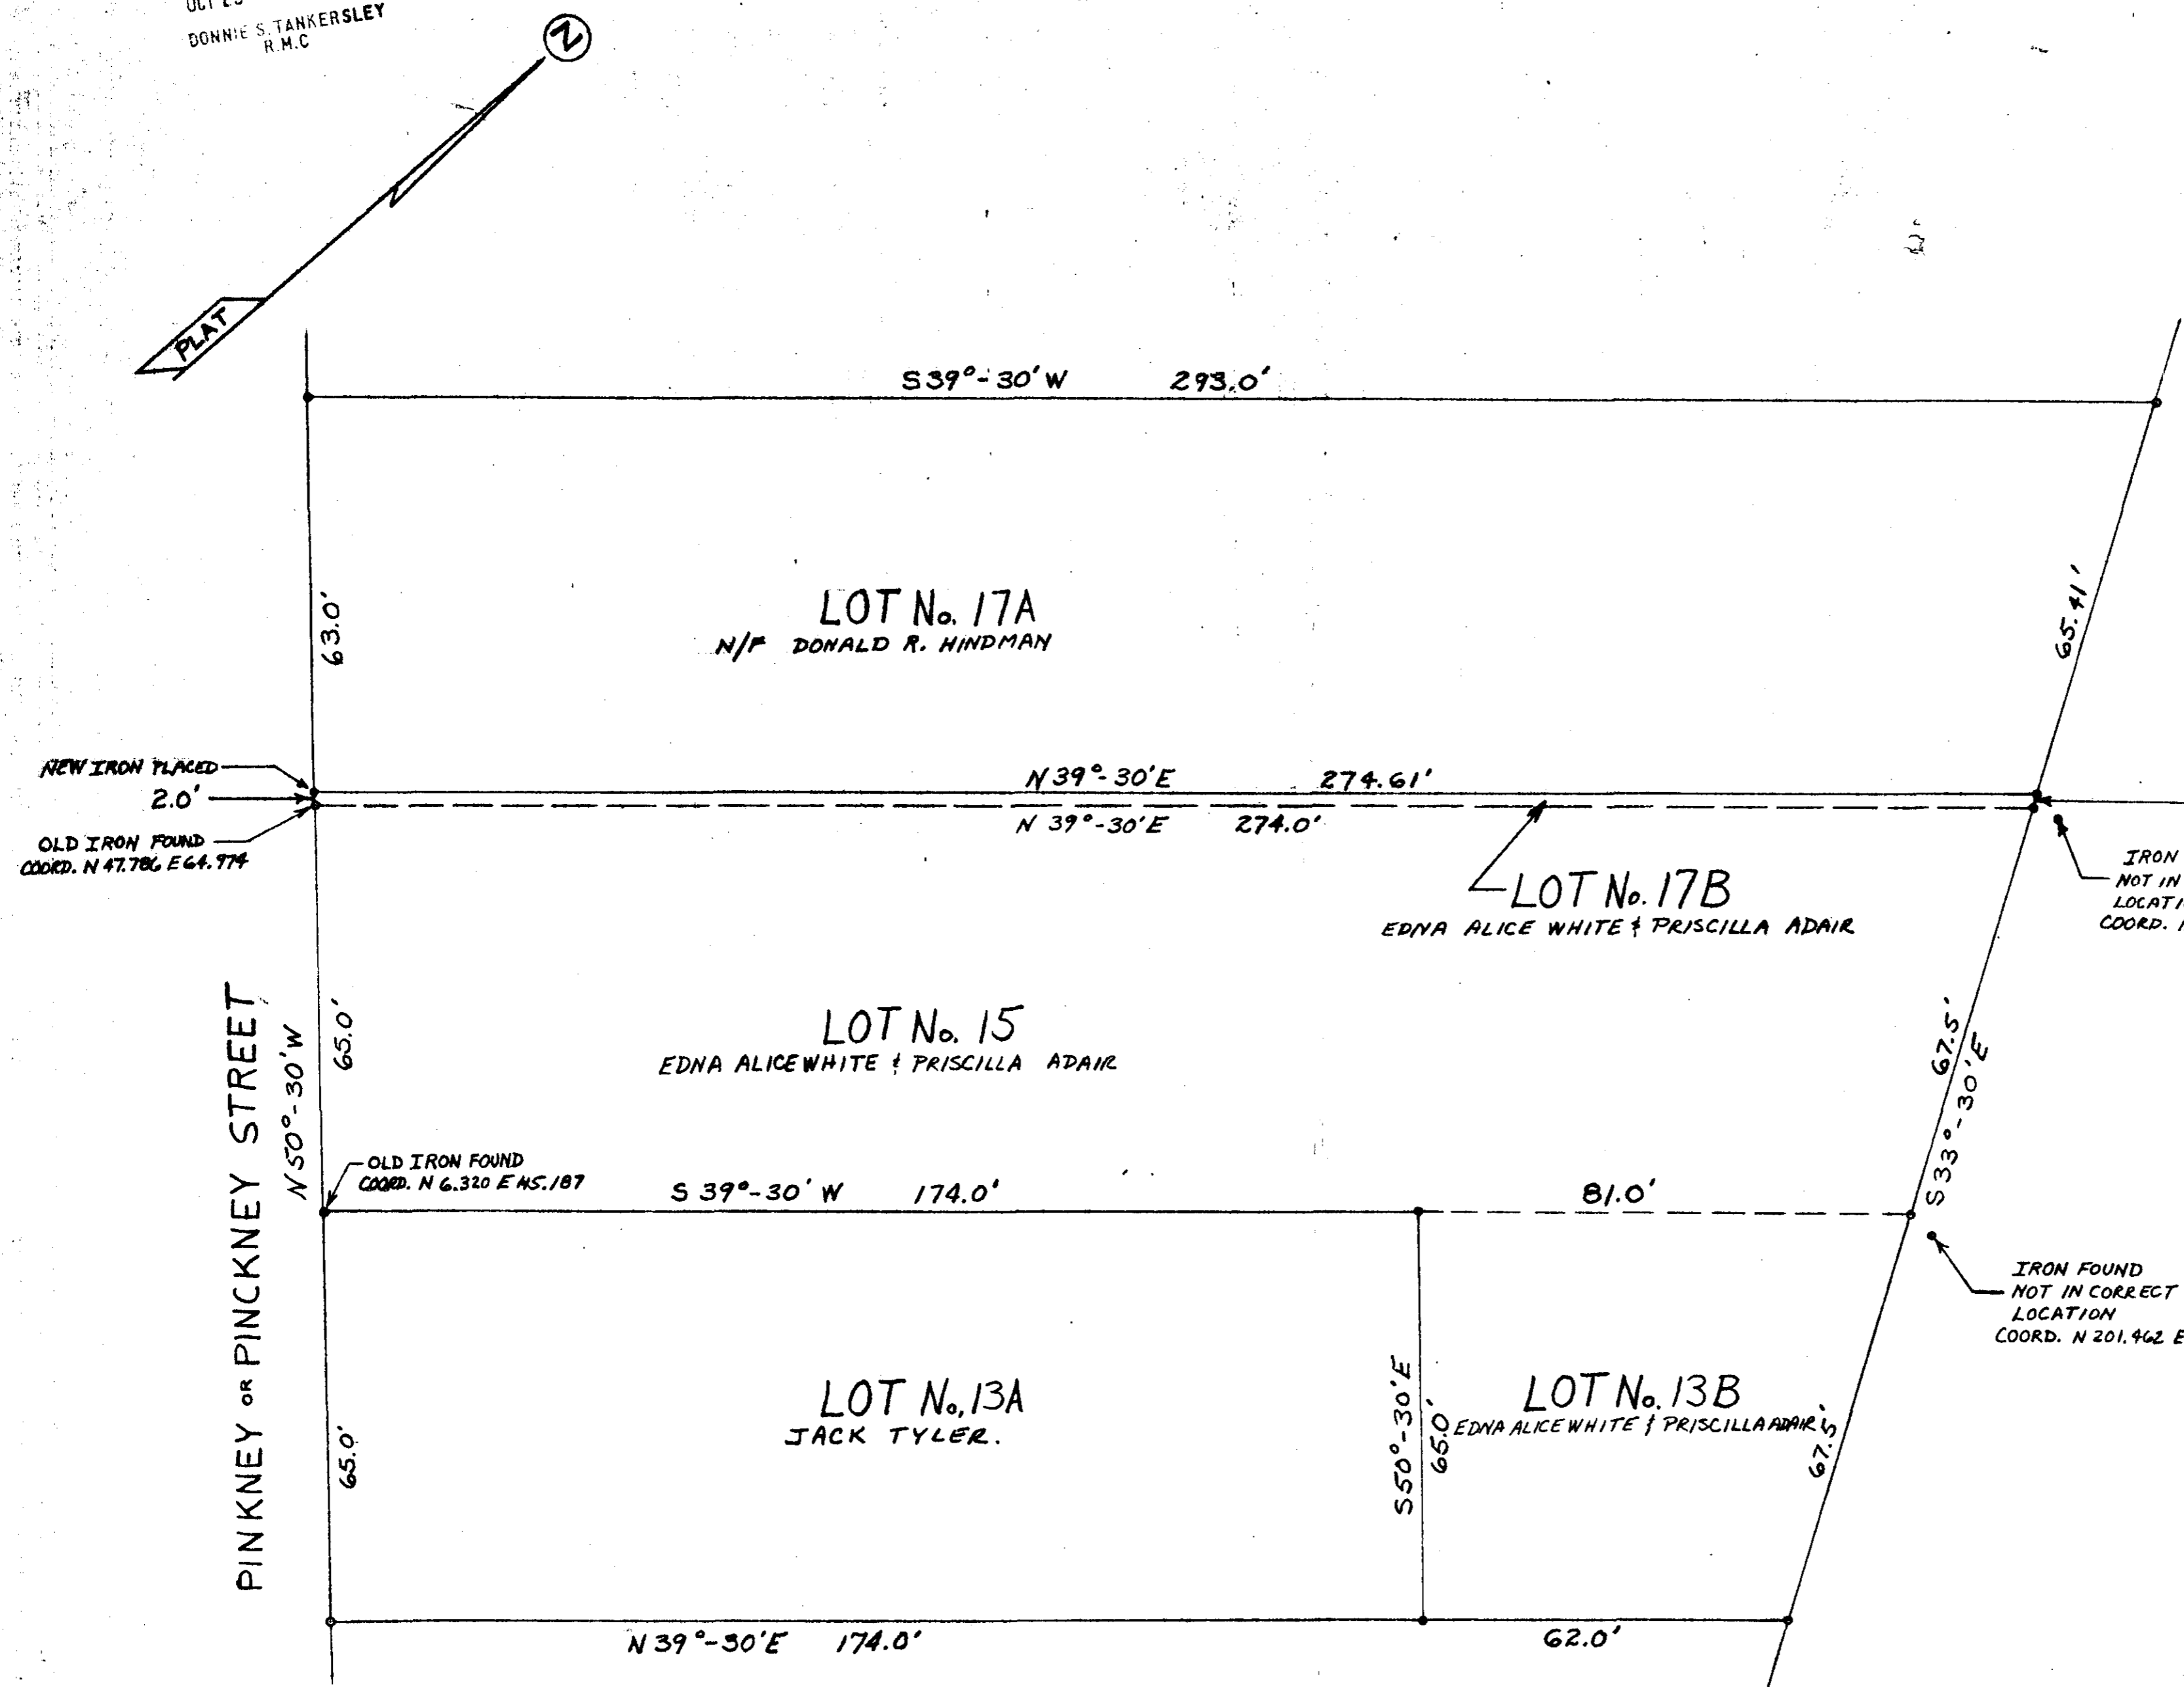 OCT 23
DONNIE S. TANKERSLEY
R.M.C
N
PLAT
S 39°-30' W 293.0'
63.0'
LOT No. 17A
N/F DONALD R. HINDMAN
65.41'
NEW IRON PLACED
2.0'
OLD IRON FOUND
COORD. N 47.786 E 64.974
N 39°-30' E 274.61'
N 39°-30' E 274.0'
IRON
NOT IN
COORD.
LOT No. 17B
EDNA ALICE WHITE & PRISCILLA ADAIR
PINKNEY OR PINCKNEY STREET
N 50°-30' W
65.0'
LOT No. 15
EDNA ALICE WHITE & PRISCILLA ADAIR
67.5'
S 33°-30' E
OLD IRON FOUND
COORD. N 6.320 E 115.187
S 39°-30' W 174.0'
81.0'
IRON FOUND
NOT IN CORRECT
LOCATION
COORD. N 201.462 E
65.0'
LOT No. 13A
JACK TYLER.
S 50°-30' E
65.0'
LOT No. 13B
EDNA ALICE WHITE & PRISCILLA ADAIR
67.5'
N 39°-30' E 174.0'
62.0'